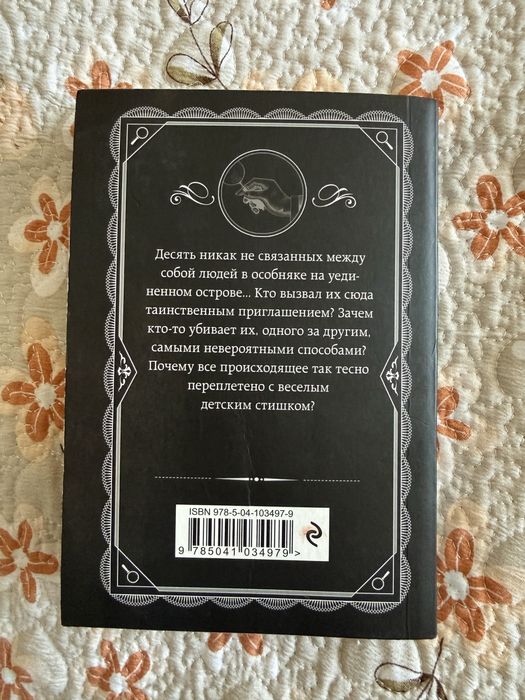 Десять никак не связанных между
собой людей в особняке на уеди-
ненном острове... Кто вызвал их сюда
таинственным приглашением? Зачем
кто-то убивает их, одного за другим,
самыми невероятными способами?
Почему все происходящее так тесно
переплетено с веселым
детским стишком?
ISBN 978-5-04-103497-9
9 785041 034979 >